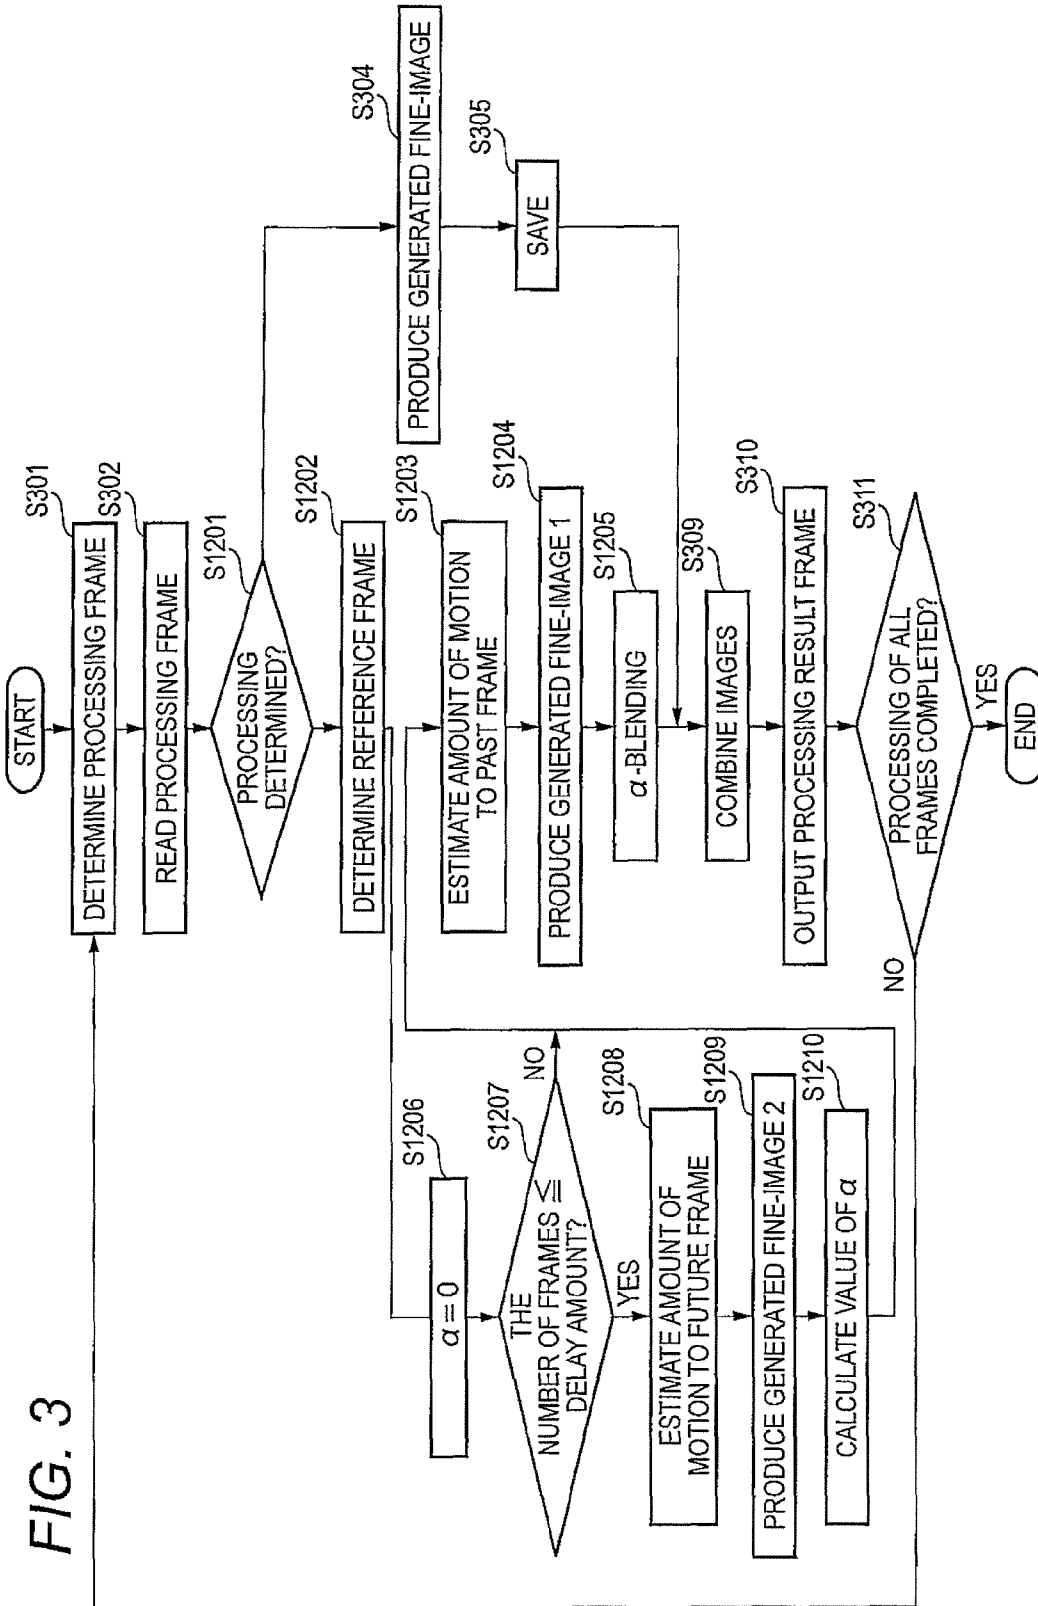 FIG. 3
START
S301
DETERMINE PROCESSING FRAME
S302
READ PROCESSING FRAME
S1201
PROCESSING
DETERMINED?
S304
PRODUCE GENERATED FINE-IMAGE
S305
SAVE
S1202
DETERMINE REFERENCE FRAME
S1206
α=0
S1207
THE
NUMBER OF FRAMES ≦
DELAY AMOUNT?
NO
YES
S1208
ESTIMATE AMOUNT OF
MOTION TO FUTURE FRAME
S1209
PRODUCE GENERATED FINE-IMAGE 2
S1210
CALCULATE VALUE OF α
S1203
ESTIMATE AMOUNT OF MOTION
TO PAST FRAME
S1204
PRODUCE GENERATED FINE-IMAGE 1
S1205
α-BLENDING
S309
COMBINE IMAGES
S310
OUTPUT PROCESSING RESULT FRAME
S311
PROCESSING OF ALL
FRAMES COMPLETED?
NO
YES
END